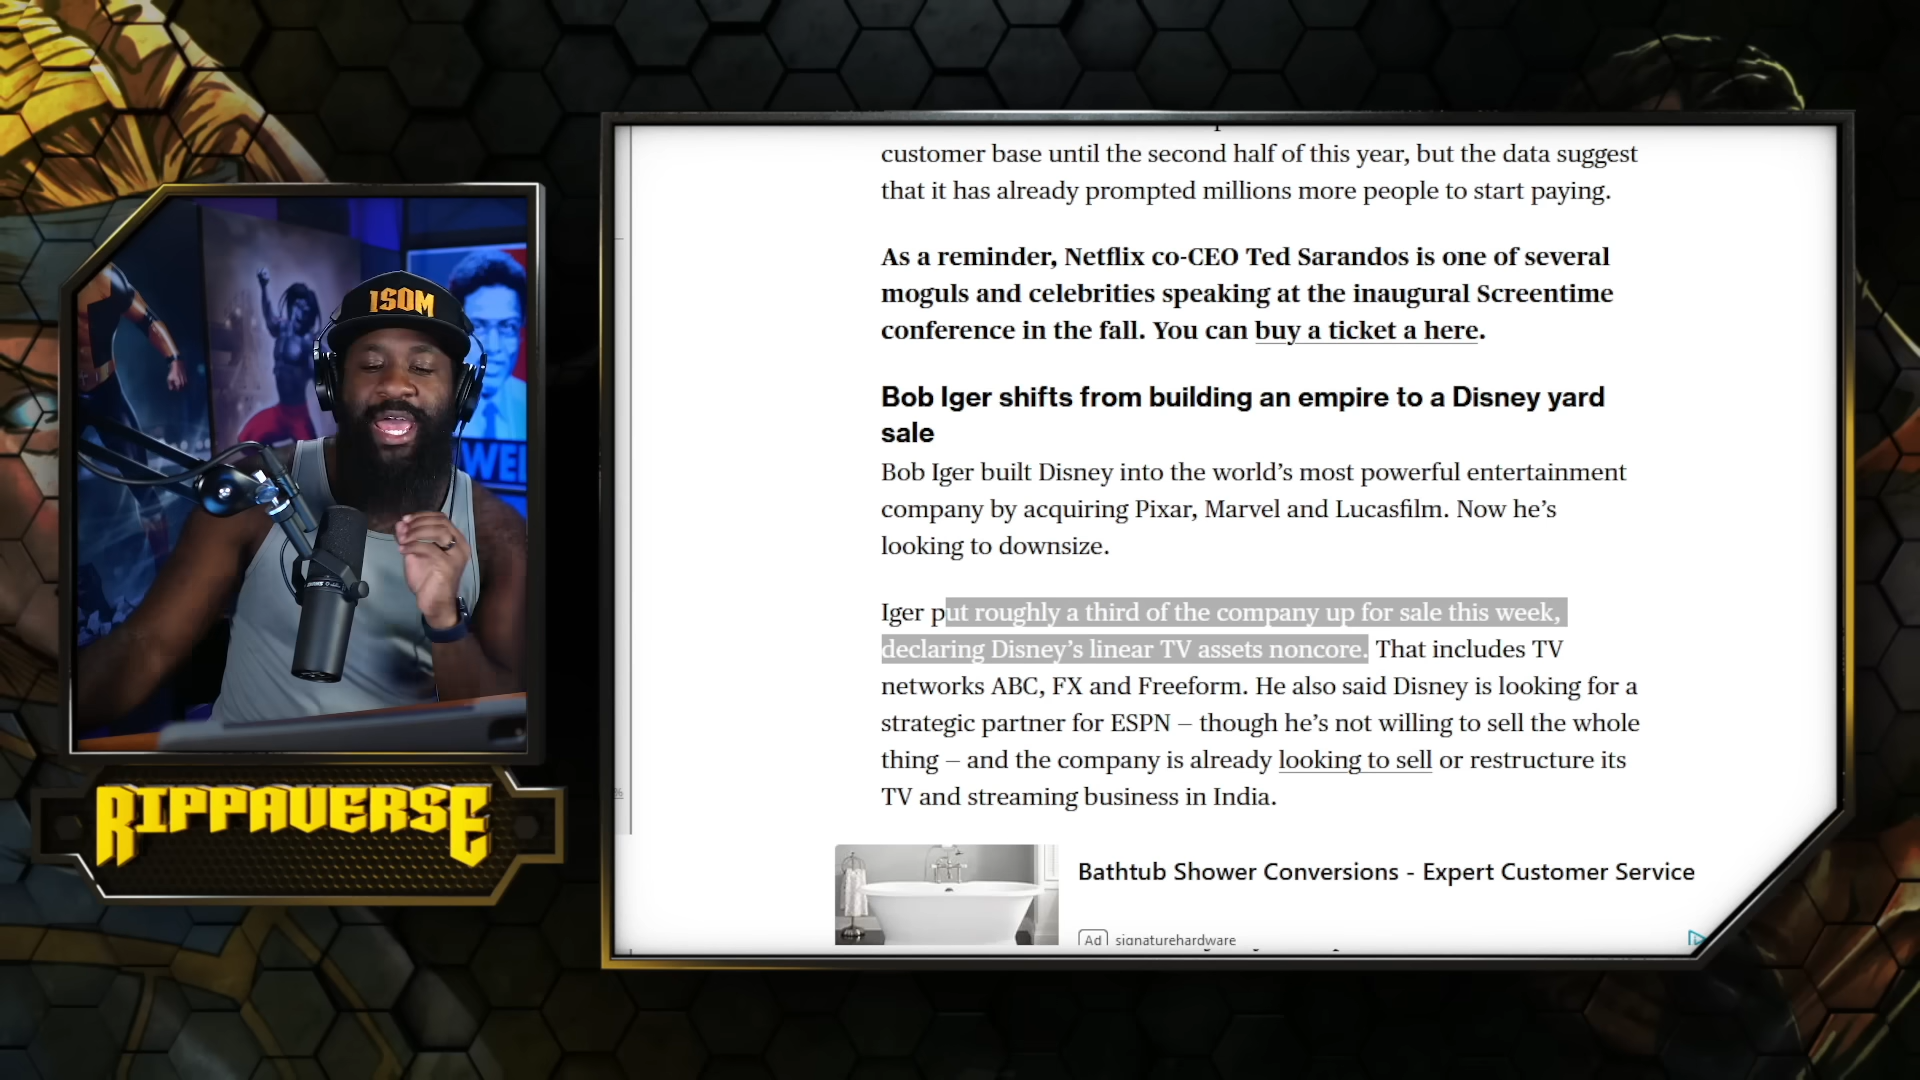 customer base until the second half of this year, but the data suggest
that it has already prompted millions more people to start paying.
As a reminder, Netflix co-CEO Ted Sarandos is one of several
moguls and celebrities speaking at the inaugural Screentime
conference in the fall. You can buy a ticket a here.
Bob Iger shifts from building an empire to a Disney yard
sale
Bob Iger built Disney into the world’s most powerful entertainment
company by acquiring Pixar, Marvel and Lucasfilm. Now he’s
looking to downsize.
Iger put roughly a third of the company up for sale this week,
declaring Disney’s linear TV assets noncore. That includes TV
networks ABC, FX and Freeform. He also said Disney is looking for a
strategic partner for ESPN – though he’s not willing to sell the whole
thing – and the company is already looking to sell or restructure its
TV and streaming business in India.
Bathtub Shower Conversions - Expert Customer Service
Ad signaturehardware
ISOM
WEL
RIPPAVERSE